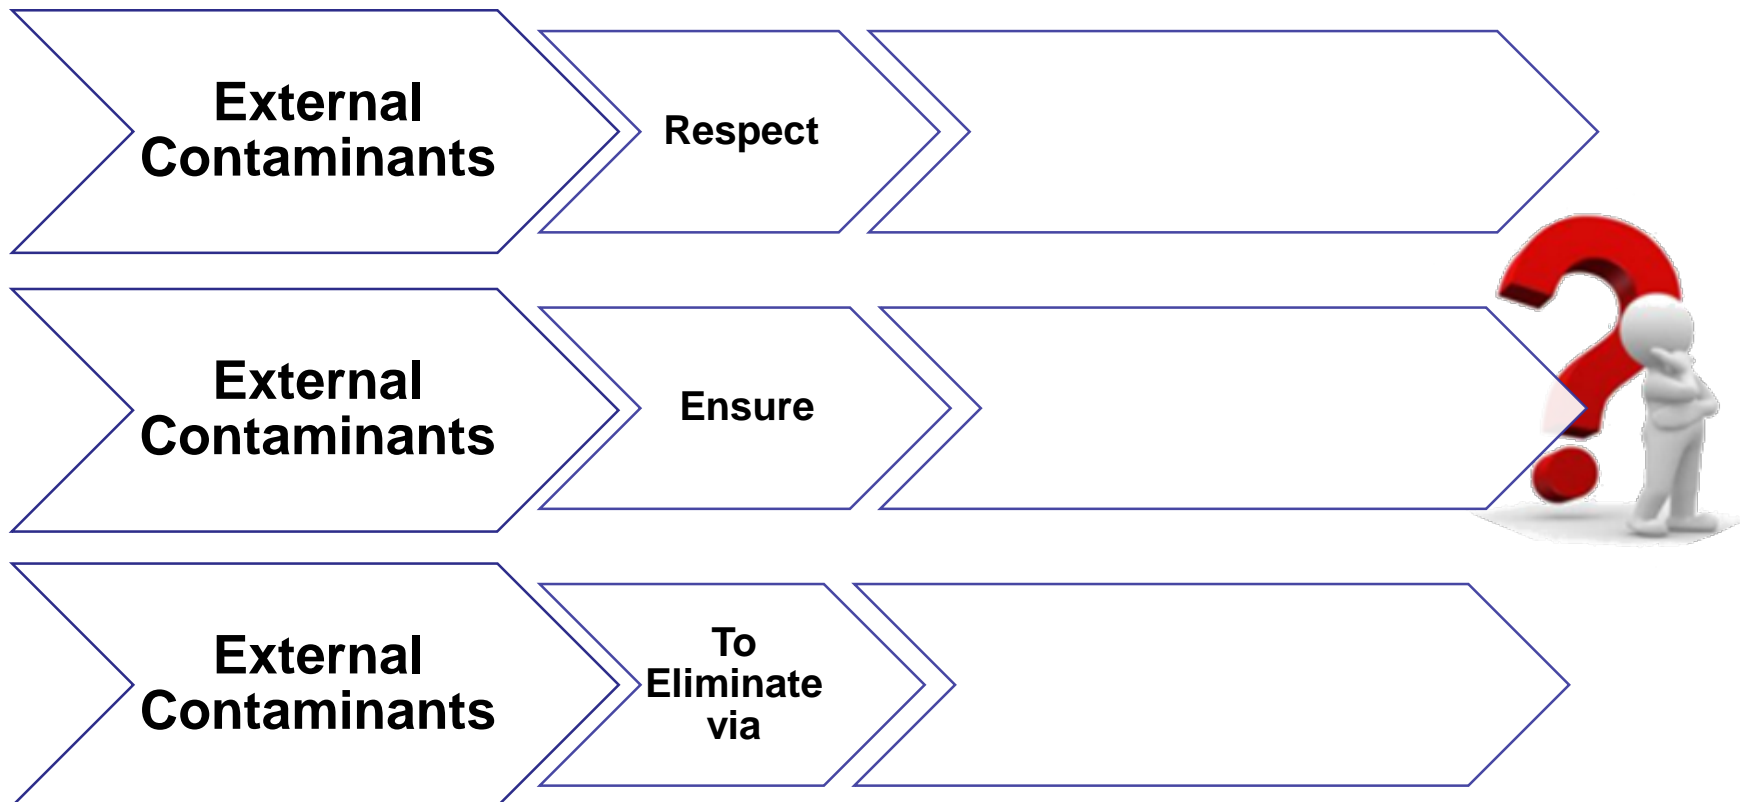 External
Contaminants
Respect
External
Contaminants
Ensure
External
Contaminants
To
Eliminate
via